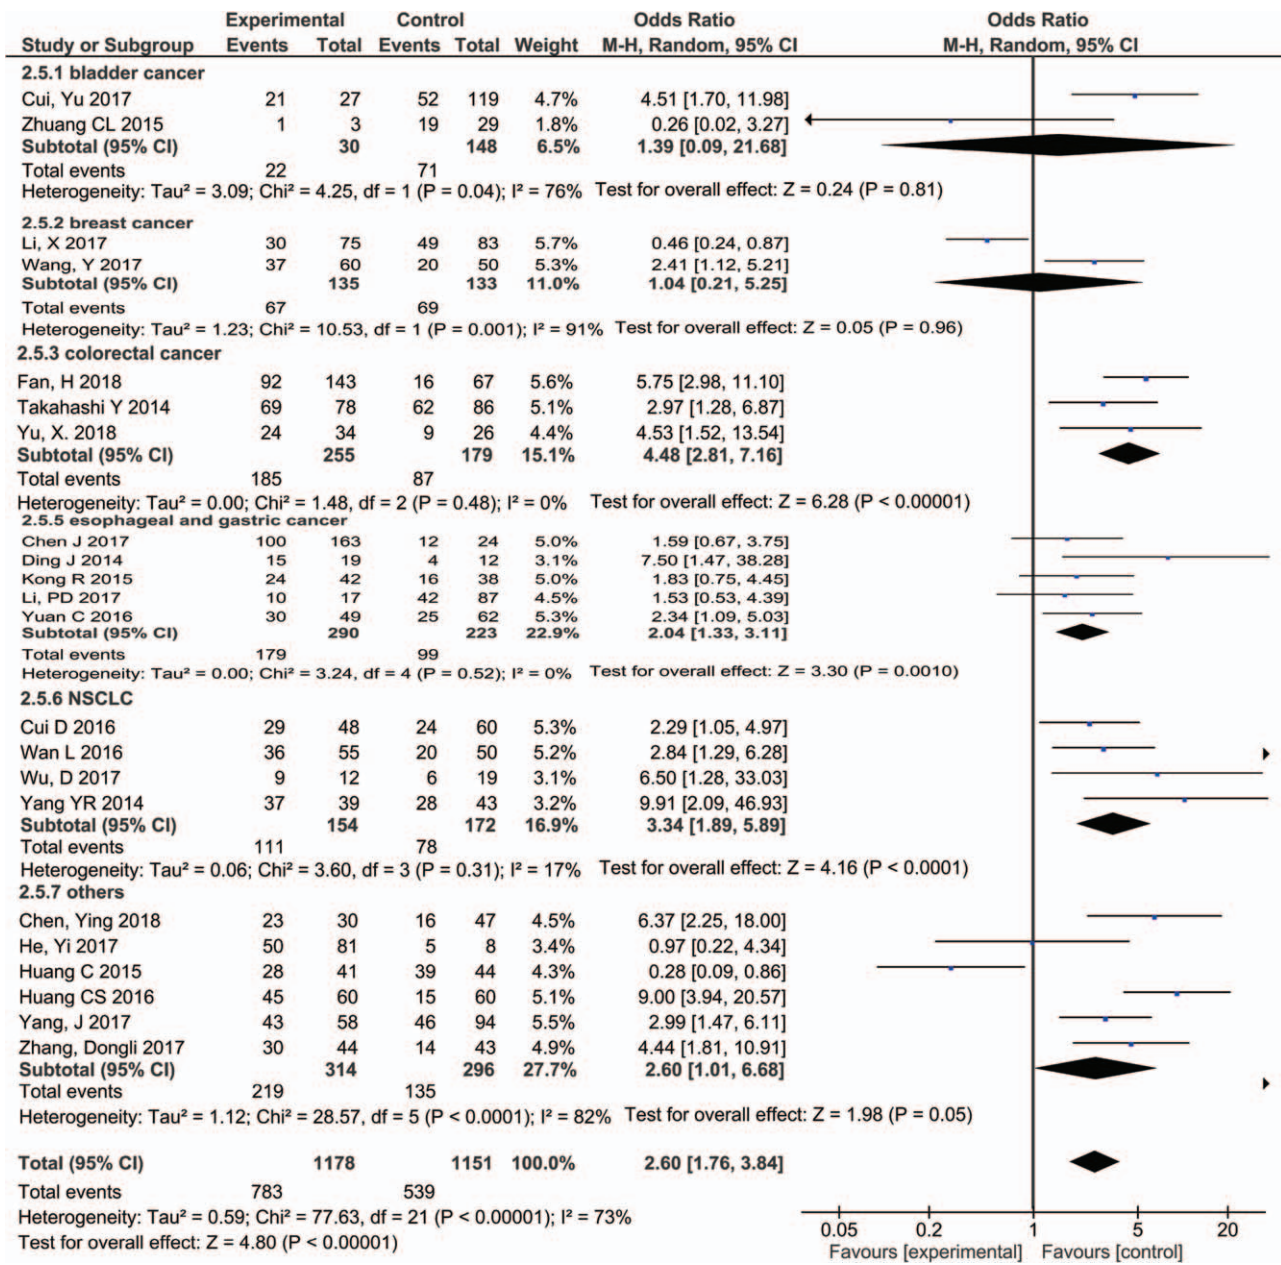 Experimental Control Odds Ratio Odds Ratio
Study or Subgroup Events Total Events Total Weight M-H, Random, 95% CI M-H, Random, 95% CI
2.5.1 bladder cancer
Cui, Yu 2017 21 27 52 119 4.7% 4.51 [1.70, 11.98]
Zhuang CL 2015 1 3 19 29 1.8% 0.26 [0.02, 3.27]
Subtotal (95% CI) 30 148 6.5% 1.39 [0.09, 21.68]
Total events 22 71
Heterogeneity: Tau² = 3.09; Chi² = 4.25, df = 1 (P = 0.04); I² = 76% Test for overall effect: Z = 0.24 (P = 0.81)
2.5.2 breast cancer
Li, X 2017 30 75 49 83 5.7% 0.46 [0.24, 0.87]
Wang, Y 2017 37 60 20 50 5.3% 2.41 [1.12, 5.21]
Subtotal (95% CI) 135 133 11.0% 1.04 [0.21, 5.25]
Total events 67 69
Heterogeneity: Tau² = 1.23; Chi² = 10.53, df = 1 (P = 0.001); I² = 91% Test for overall effect: Z = 0.05 (P = 0.96)
2.5.3 colorectal cancer
Fan, H 2018 92 143 16 67 5.6% 5.75 [2.98, 11.10]
Takahashi Y 2014 69 78 62 86 5.1% 2.97 [1.28, 6.87]
Yu, X. 2018 24 34 9 26 4.4% 4.53 [1.52, 13.54]
Subtotal (95% CI) 255 179 15.1% 4.48 [2.81, 7.16]
Total events 185 87
Heterogeneity: Tau² = 0.00; Chi² = 1.48, df = 2 (P = 0.48); I² = 0% Test for overall effect: Z = 6.28 (P < 0.00001)
2.5.5 esophageal and gastric cancer
Chen J 2017 100 163 12 24 5.0% 1.59 [0.67, 3.75]
Ding J 2014 15 19 4 12 3.1% 7.50 [1.47, 38.28]
Kong R 2015 24 42 16 38 5.0% 1.83 [0.75, 4.45]
Li, PD 2017 10 17 42 87 4.5% 1.53 [0.53, 4.39]
Yuan C 2016 30 49 25 62 5.3% 2.34 [1.09, 5.03]
Subtotal (95% CI) 290 223 22.9% 2.04 [1.33, 3.11]
Total events 179 99
Heterogeneity: Tau² = 0.00; Chi² = 3.24, df = 4 (P = 0.52); I² = 0% Test for overall effect: Z = 3.30 (P = 0.0010)
2.5.6 NSCLC
Cui D 2016 29 48 24 60 5.3% 2.29 [1.05, 4.97]
Wan L 2016 36 55 20 50 5.2% 2.84 [1.29, 6.28]
Wu, D 2017 9 12 6 19 3.1% 6.50 [1.28, 33.03]
Yang YR 2014 37 39 28 43 3.2% 9.91 [2.09, 46.93]
Subtotal (95% CI) 154 172 16.9% 3.34 [1.89, 5.89]
Total events 111 78
Heterogeneity: Tau² = 0.06; Chi² = 3.60, df = 3 (P = 0.31); I² = 17% Test for overall effect: Z = 4.16 (P < 0.0001)
2.5.7 others
Chen, Ying 2018 23 30 16 47 4.5% 6.37 [2.25, 18.00]
He, Yi 2017 50 81 5 8 3.4% 0.97 [0.22, 4.34]
Huang C 2015 28 41 39 44 4.3% 0.28 [0.09, 0.86]
Huang CS 2016 45 60 15 60 5.1% 9.00 [3.94, 20.57]
Yang, J 2017 43 58 46 94 5.5% 2.99 [1.47, 6.11]
Zhang, Dongli 2017 30 44 14 43 4.9% 4.44 [1.81, 10.91]
Subtotal (95% CI) 314 296 27.7% 2.60 [1.01, 6.68]
Total events 219 135
Heterogeneity: Tau² = 1.12; Chi² = 28.57, df = 5 (P < 0.0001); I² = 82% Test for overall effect: Z = 1.98 (P = 0.05)
Total (95% CI) 1178 1151 100.0% 2.60 [1.76, 3.84]
Total events 783 539
Heterogeneity: Tau² = 0.59; Chi² = 77.63, df = 21 (P < 0.00001); I² = 73%
Test for overall effect: Z = 4.80 (P < 0.00001)
0.05 0.2 1 5 20
Favours [experimental] Favours [control]